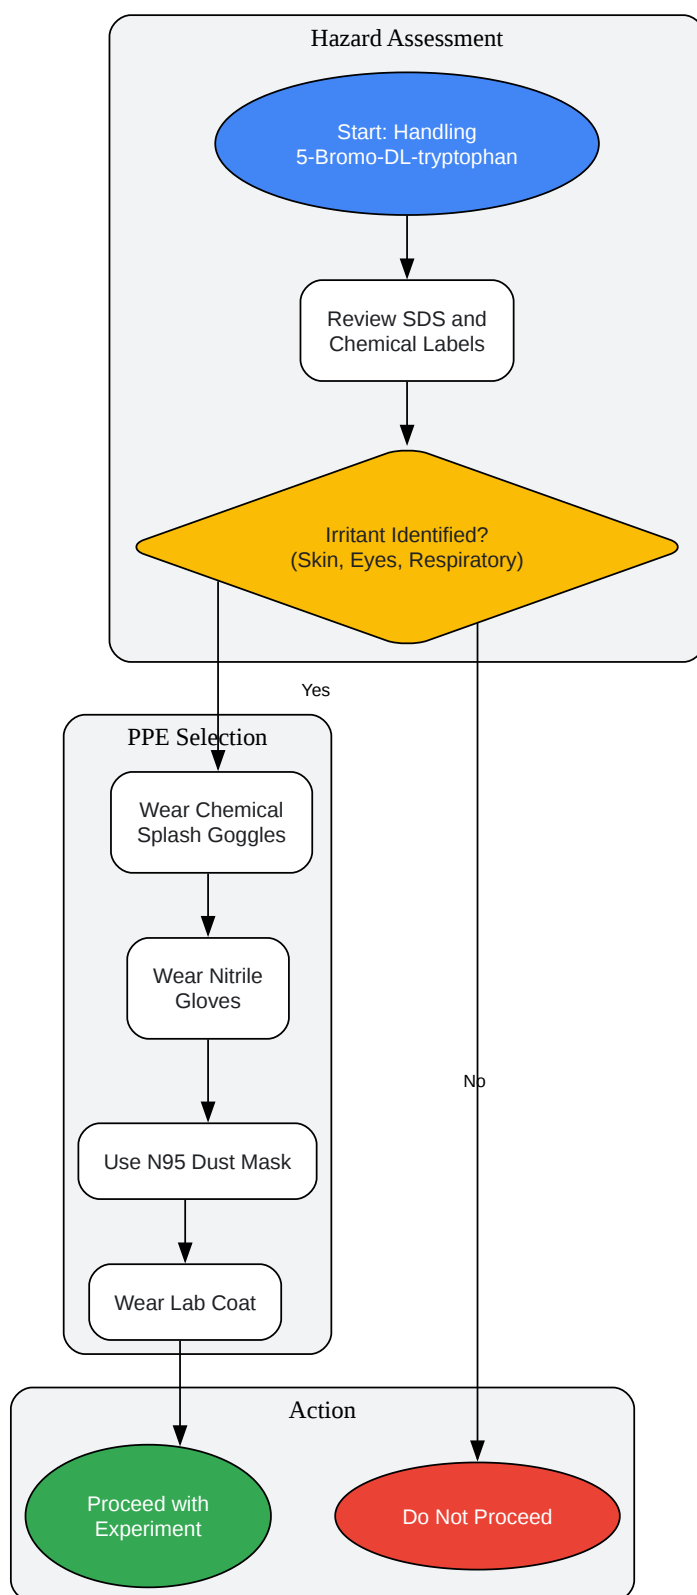 Hazard Assessment
Start: Handling
5-Bromo-DL-tryptophan
Review SDS and
Chemical Labels
Irritant Identified?
(Skin, Eyes, Respiratory)
Yes
PPE Selection
Wear Chemical
Splash Goggles
Wear Nitrile
Gloves
No
Use N95 Dust Mask
Wear Lab Coat
Action
Proceed with
Experiment
Do Not Proceed